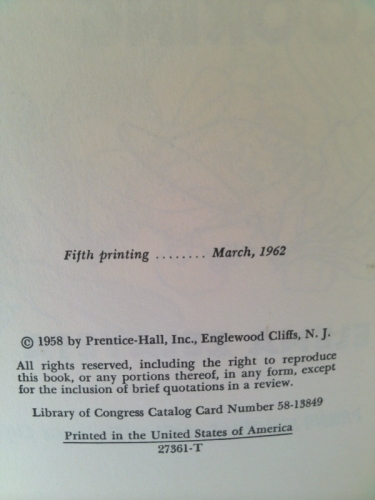 Fifth printing ........ March, 1962
© 1958 by Prentice-Hall, Inc., Englewood Cliffs, N. J.
All rights reserved, including the right to reproduce
this book, or any portions thereof, in any form, except
for the inclusion of brief quotations in a review.
Library of Congress Catalog Card Number 58-13849
Printed in the United States of America
27361-T